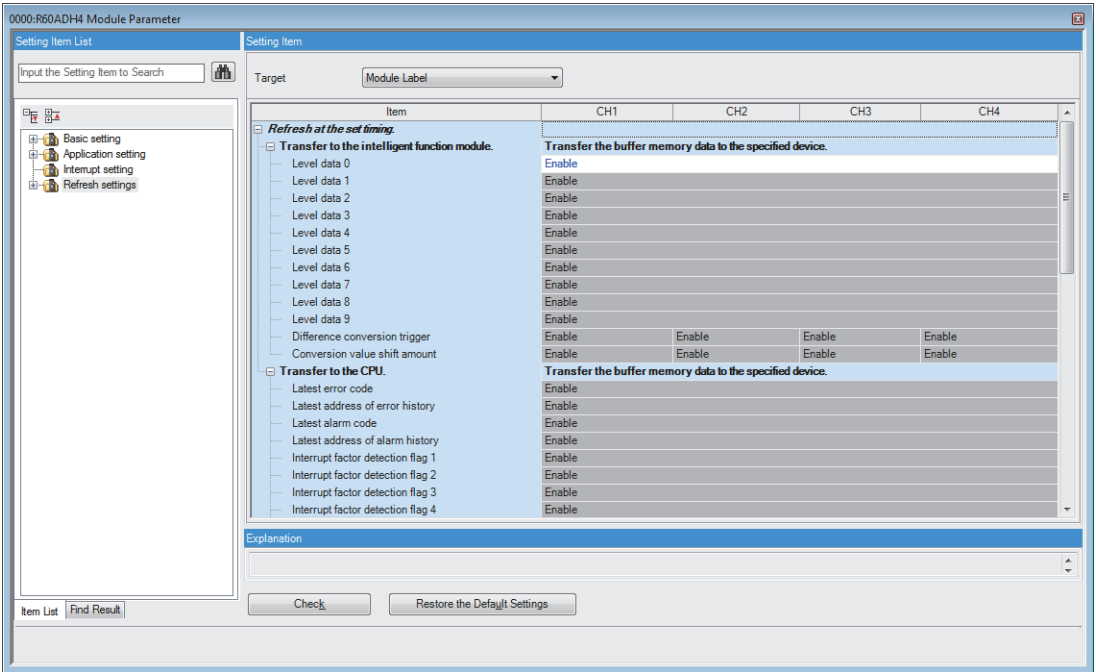 0000:R60ADH4 Module Parameter
Setting Item List
Input the Setting Item to Search
Basic setting
Application setting
Interrupt setting
Refresh settings
Item List Find Result
Setting Item
Target Module Label
Item CH1 CH2 CH3 CH4
Refresh at the set timing.
Transfer to the intelligent function module. Transfer the buffer memory data to the specified device.
Level data 0 Enable
Level data 1 Enable
Level data 2 Enable
Level data 3 Enable
Level data 4 Enable
Level data 5 Enable
Level data 6 Enable
Level data 7 Enable
Level data 8 Enable
Level data 9 Enable
Difference conversion trigger Enable Enable Enable Enable
Conversion value shift amount Enable Enable Enable Enable
Transfer to the CPU. Transfer the buffer memory data to the specified device.
Latest error code Enable
Latest address of error history Enable
Latest alarm code Enable
Latest address of alarm history Enable
Interrupt factor detection flag 1 Enable
Interrupt factor detection flag 2 Enable
Interrupt factor detection flag 3 Enable
Interrupt factor detection flag 4 Enable
Explanation
Check Restore the Default Settings